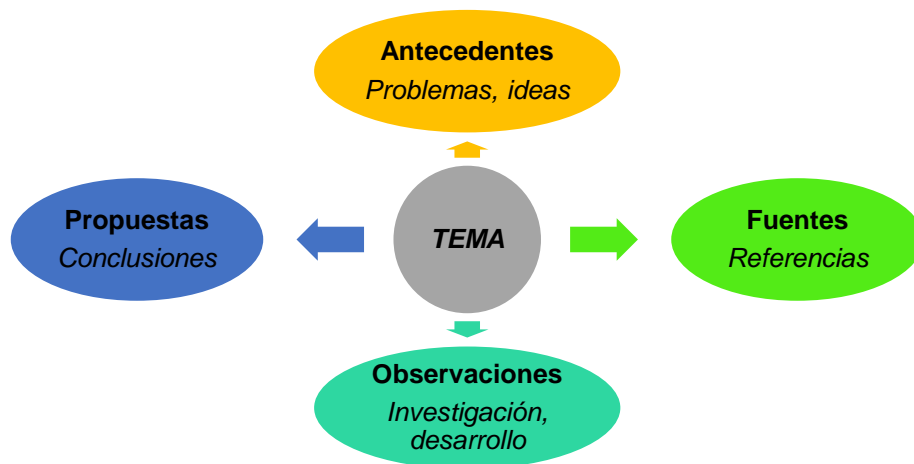 Antecedentes
Problemas, ideas
Propuestas
Conclusiones
TEMA
Fuentes
Referencias
Observaciones
Investigación,
desarrollo